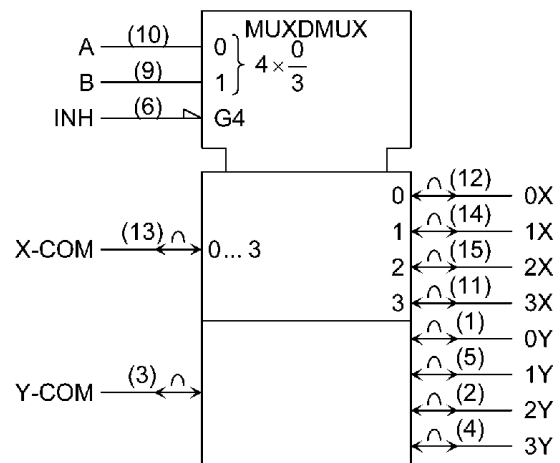 MUXDMUX
A (10) 0 } 4 × 0/3
B (9) 1
INH (6) G4
0 (12) 0X
1 (14) 1X
X-COM (13) 0... 3
2 (15) 2X
3 (11) 3X
(1) 0Y
(5) 1Y
Y-COM (3)
(2) 2Y
(4) 3Y